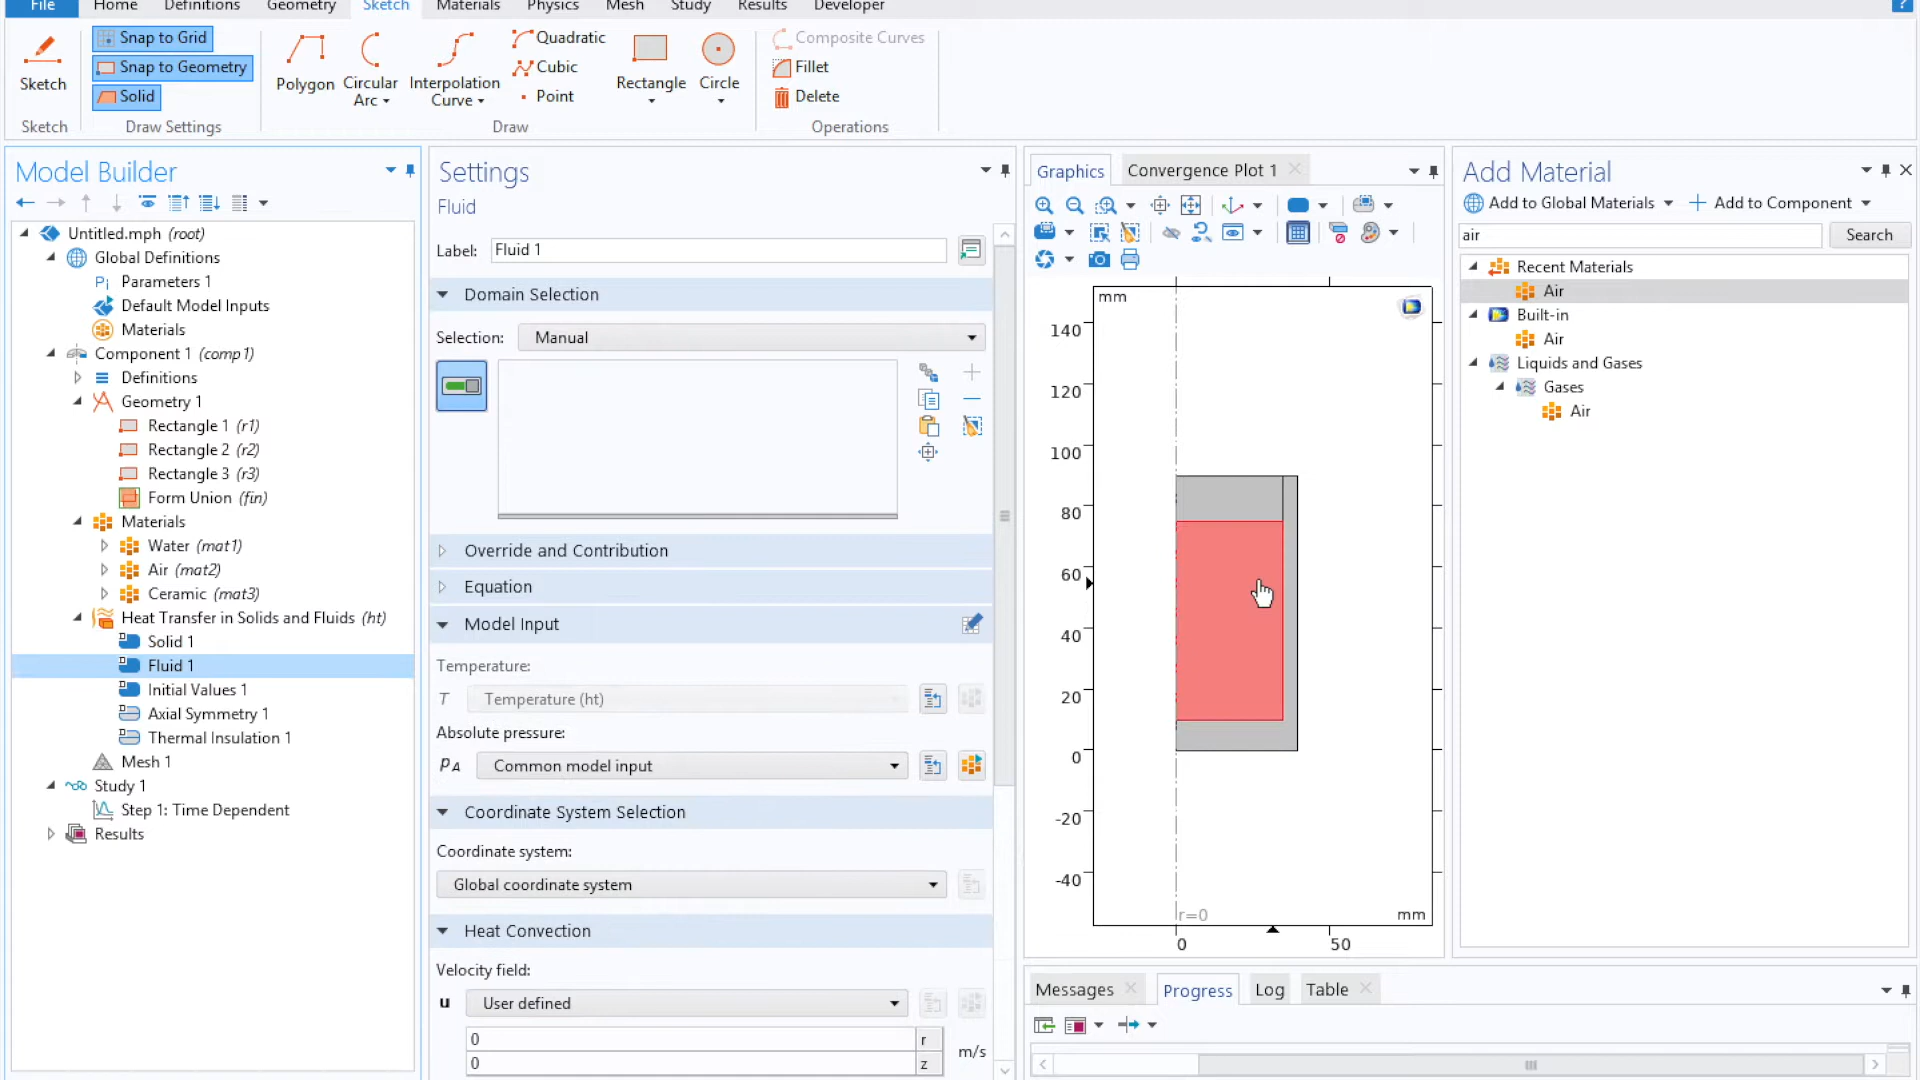 File Home Definitions Geometry Sketch Materials Physics Mesh Study Results Developer
Sketch
Snap to Grid
Snap to Geometry
Solid
Polygon
Circular Arc
Interpolation Curve
Quadratic
Cubic
Point
Rectangle
Circle
Composite Curves
Fillet
Delete
Sketch Draw Settings Draw Operations
Model Builder
Untitled.mph (root)
Global Definitions
Pi Parameters 1
Default Model Inputs
Materials
Component 1 (comp1)
Definitions
Geometry 1
Rectangle 1 (r1)
Rectangle 2 (r2)
Rectangle 3 (r3)
Form Union (fin)
Materials
Water (mat1)
Air (mat2)
Ceramic (mat3)
Heat Transfer in Solids and Fluids (ht)
Solid 1
Fluid 1
Initial Values 1
Axial Symmetry 1
Thermal Insulation 1
Mesh 1
Study 1
Step 1: Time Dependent
Results
Settings
Fluid
Label: Fluid 1
Domain Selection
Selection: Manual
Override and Contribution
Equation
Model Input
Temperature:
T Temperature (ht)
Absolute pressure:
pA Common model input
Coordinate System Selection
Coordinate system:
Global coordinate system
Heat Convection
Velocity field:
u User defined
0 r
0 z
m/s
Graphics Convergence Plot 1
mm
140
120
100
80
60
40
20
0
-20
-40
r=0 mm
0 50
Messages Progress Log Table
Add Material
Add to Global Materials + Add to Component
air Search
Recent Materials
Air
Built-in
Air
Liquids and Gases
Gases
Air